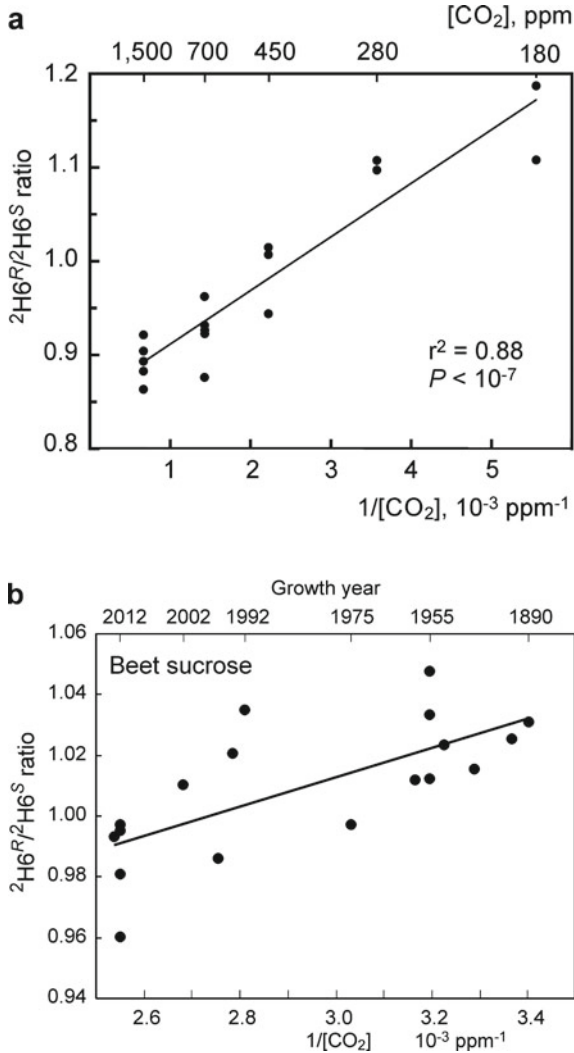 a
[CO₂], ppm
1,500 700 450 280 180
1.2
1.1
1.0
0.9
0.8
²H6ᴿ/²H6ˢ ratio
r² = 0.88
P < 10⁻⁷
1 2 3 4 5
1/[CO₂], 10⁻³ ppm⁻¹
b
Growth year
2012 2002 1992 1975 1955 1890
1.06
Beet sucrose
1.04
1.02
1.00
0.98
0.96
0.94
²H6ᴿ/²H6ˢ ratio
2.6 2.8 3.0 3.2 3.4
1/[CO₂] 10⁻³ ppm⁻¹